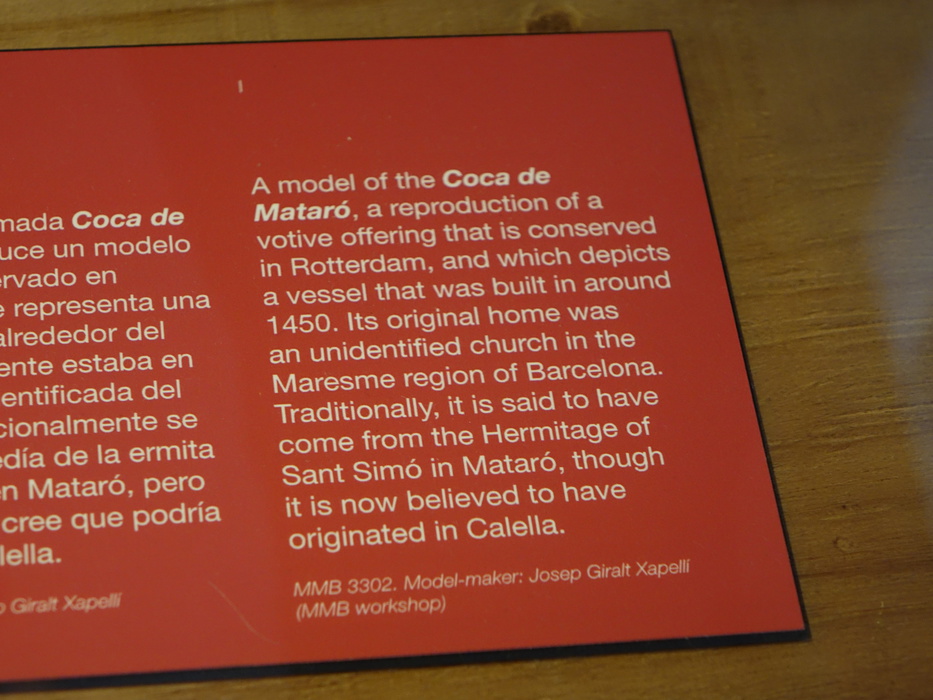 mada Coca de
uce un modelo
ervado en
e representa una
alrededor del
ente estaba en
entificada del
cionalmente se
edía de la ermita
en Mataró, pero
cree que podría
lella.
o Giralt Xapellí
A model of the Coca de
Mataró, a reproduction of a
votive offering that is conserved
in Rotterdam, and which depicts
a vessel that was built in around
1450. Its original home was
an unidentified church in the
Maresme region of Barcelona.
Traditionally, it is said to have
come from the Hermitage of
Sant Simó in Mataró, though
it is now believed to have
originated in Calella.
MMB 3302. Model-maker: Josep Giralt Xapellí
(MMB workshop)